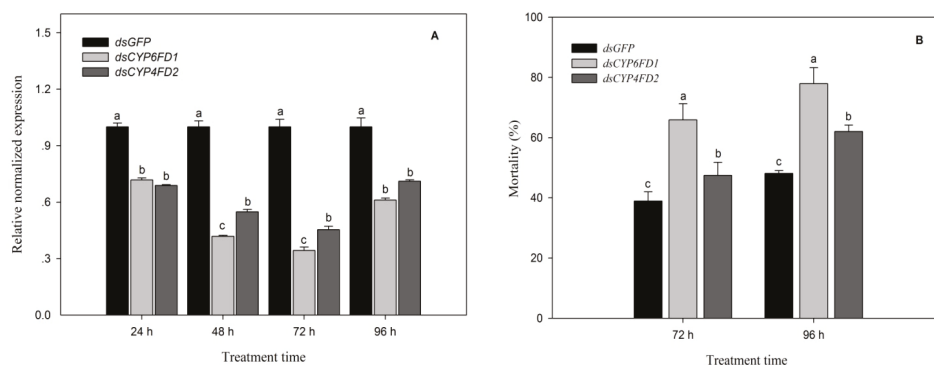 A
dsGFP
dsCYP6FD1
dsCYP4FD2
Relative normalized expression
1.5
1.2
.9
.6
.3
0.0
a
b
b
a
c
b
a
c
b
a
b
b
24 h
48 h
72 h
96 h
Treatment time
B
dsGFP
dsCYP6FD1
dsCYP4FD2
Mortality (%)
100
80
60
40
20
0
c
a
b
c
a
b
72 h
96 h
Treatment time